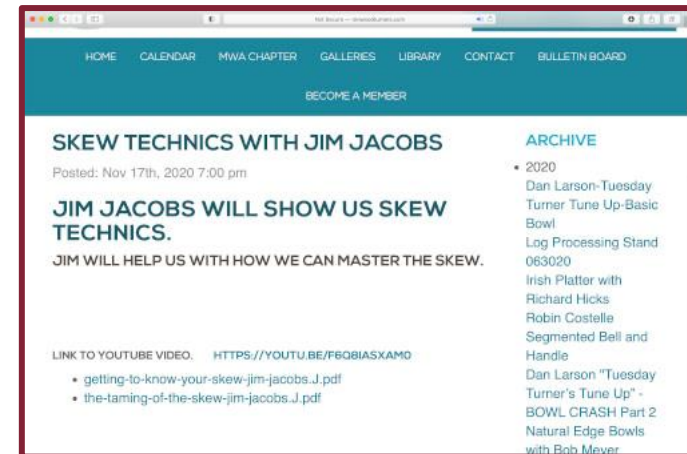 HOME CALENDAR MWA CHAPTER GALLERIES LIBRARY CONTACT BULLETIN BOARD
BECOME A MEMBER
SKEW TECHNICS WITH JIM JACOBS
Posted: Nov 17th, 2020 7:00 pm
JIM JACOBS WILL SHOW US SKEW
TECHNICS.
JIM WILL HELP US WITH HOW WE CAN MASTER THE SKEW.
LINK TO YOUTUBE VIDEO. HTTPS://YOUTU.BE/F6Q8IASXAM0
• getting-to-know-your-skew-jim-jacobs.J.pdf
• the-taming-of-the-skew-jim-jacobs.J.pdf
ARCHIVE
• 2020
Dan Larson-Tuesday
Turner Tune Up-Basic
Bowl
Log Processing Stand
063020
Irish Platter with
Richard Hicks
Robin Costelle
Segmented Bell and
Handle
Dan Larson "Tuesday
Turner's Tune Up" -
BOWL CRASH Part 2
Natural Edge Bowls
with Bob Meyer